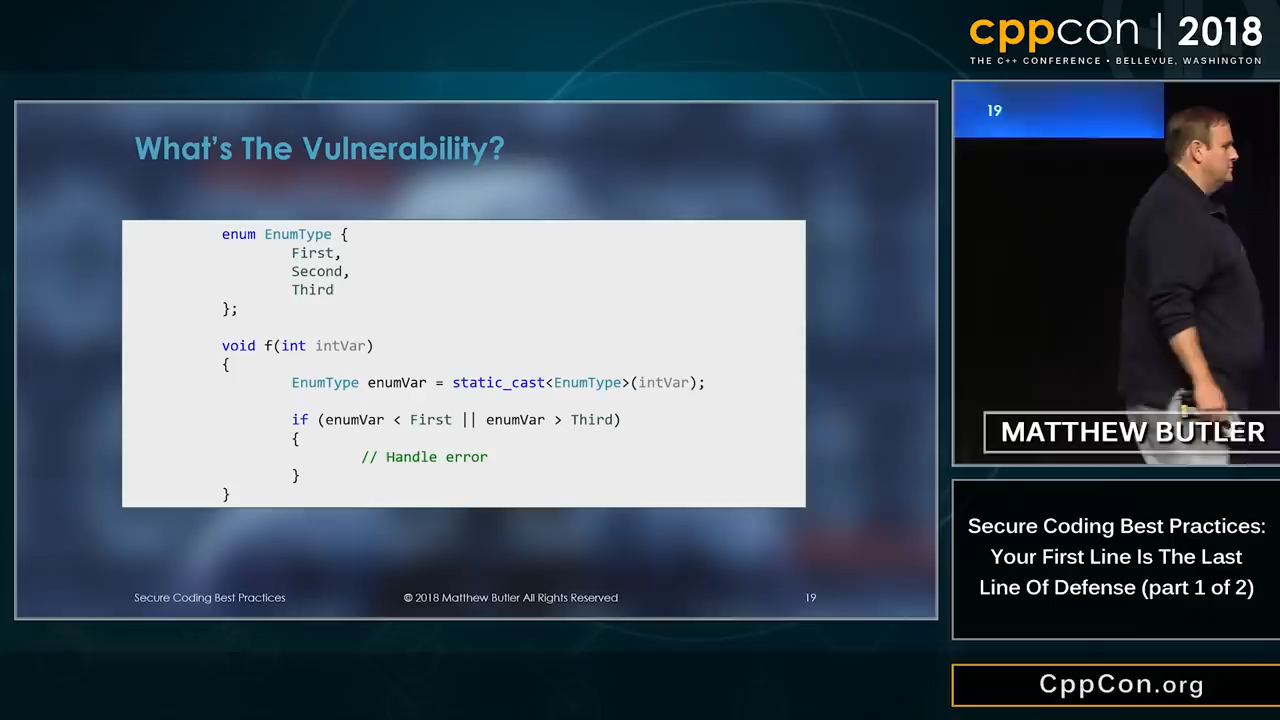 cppcon | 2018
THE C++ CONFERENCE • BELLEVUE, WASHINGTON
What's The Vulnerability?
enum EnumType {
First,
Second,
Third
};
void f(int intVar)
{
EnumType enumVar = static_cast<EnumType>(intVar);
if (enumVar < First || enumVar > Third)
{
// Handle error
}
}
Secure Coding Best Practices
© 2018 Matthew Butler All Rights Reserved
19
19
MATTHEW BUTLER
Secure Coding Best Practices:
Your First Line Is The Last
Line Of Defense (part 1 of 2)
CppCon.org